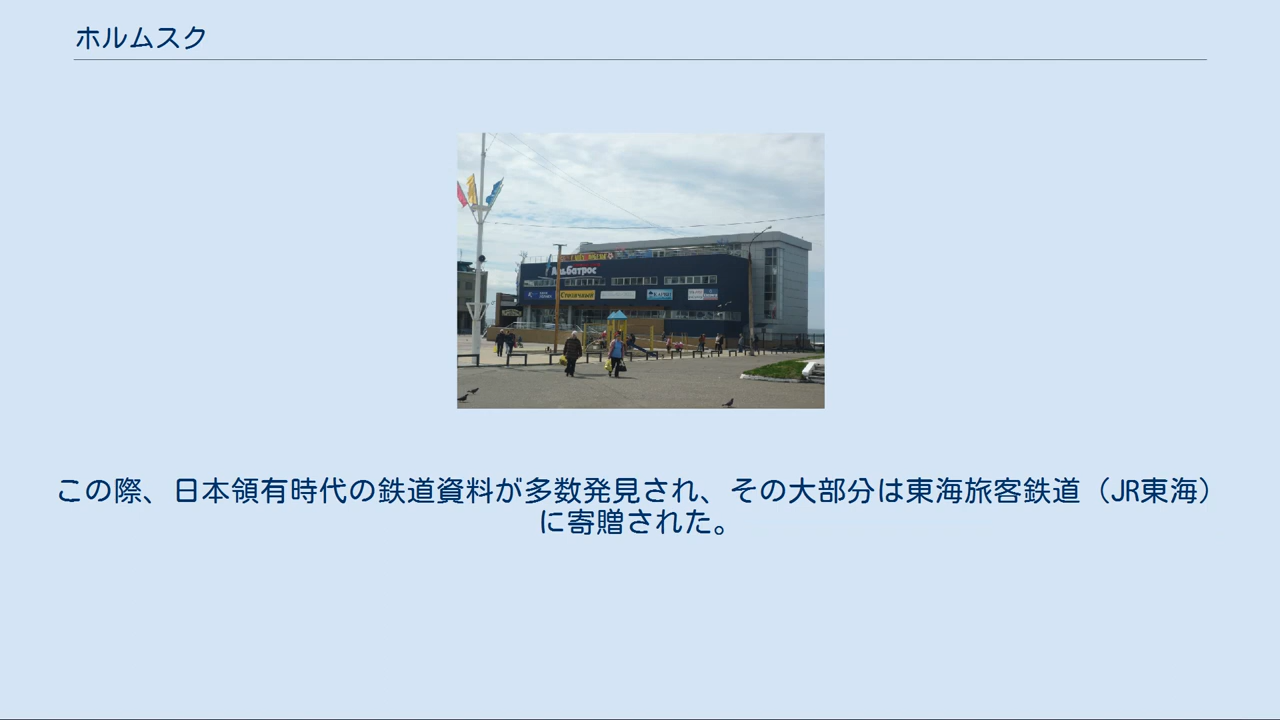 ホルムスク
Альбатрос
この際、日本領有時代の鉄道資料が多数発見され、その大部分は東海旅客鉄道（JR東海）
に寄贈された。